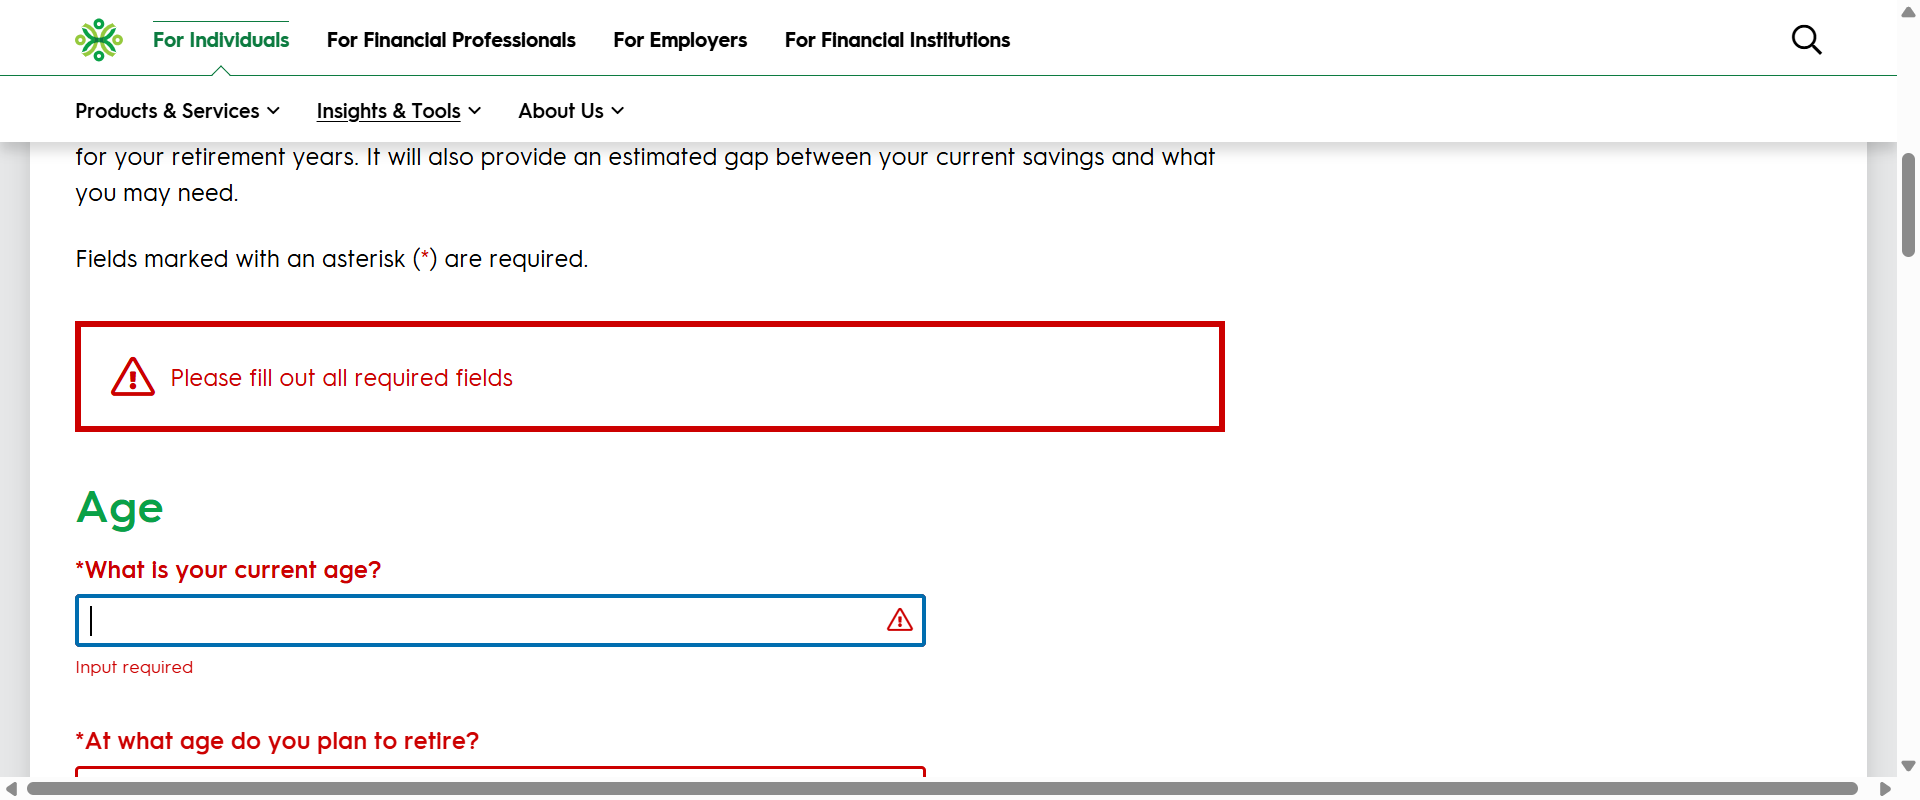 For Individuals
For Financial Professionals
For Employers
For Financial Institutions
Products & Services
Insights & Tools
About Us
for your retirement years. It will also provide an estimated gap between your current savings and what
you may need.
Fields marked with an asterisk (*) are required.
Please fill out all required fields
Age
*What is your current age?
Input required
*At what age do you plan to retire?